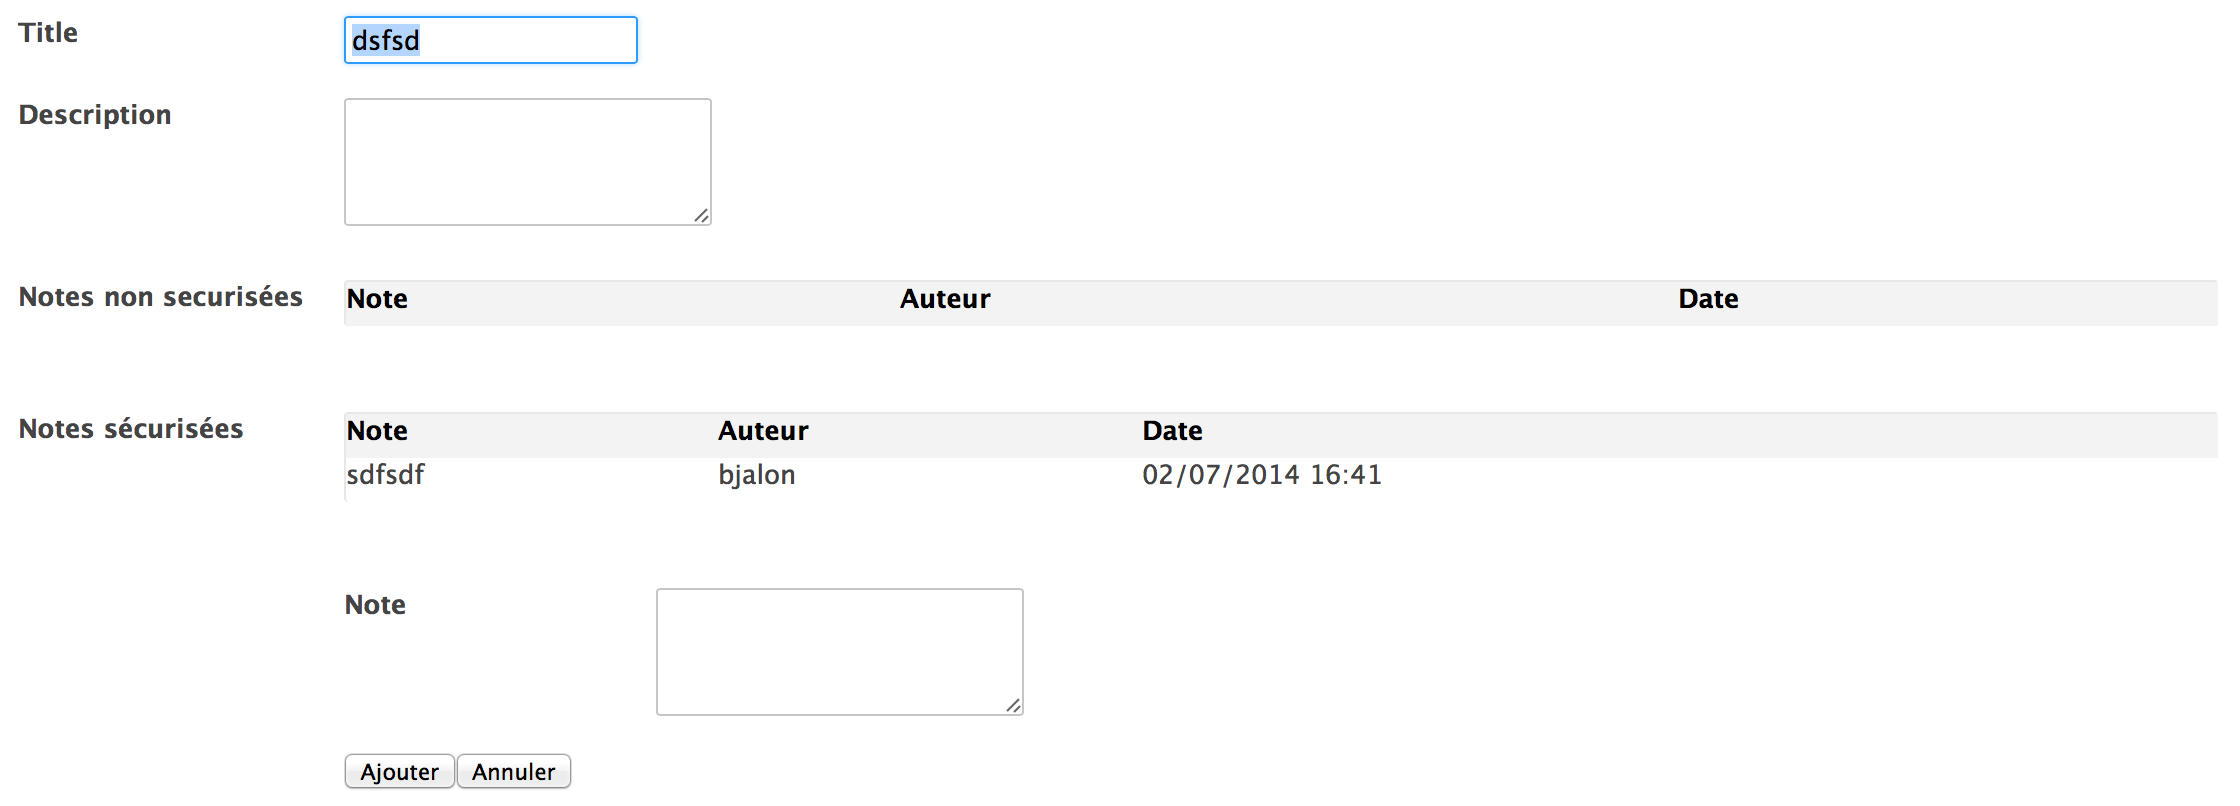 Title dsfsd
Description
Notes non securisées Note Auteur Date
Notes sécurisées Note Auteur Date
sdfsdf bjalon 02/07/2014 16:41
Note
Ajouter Annuler